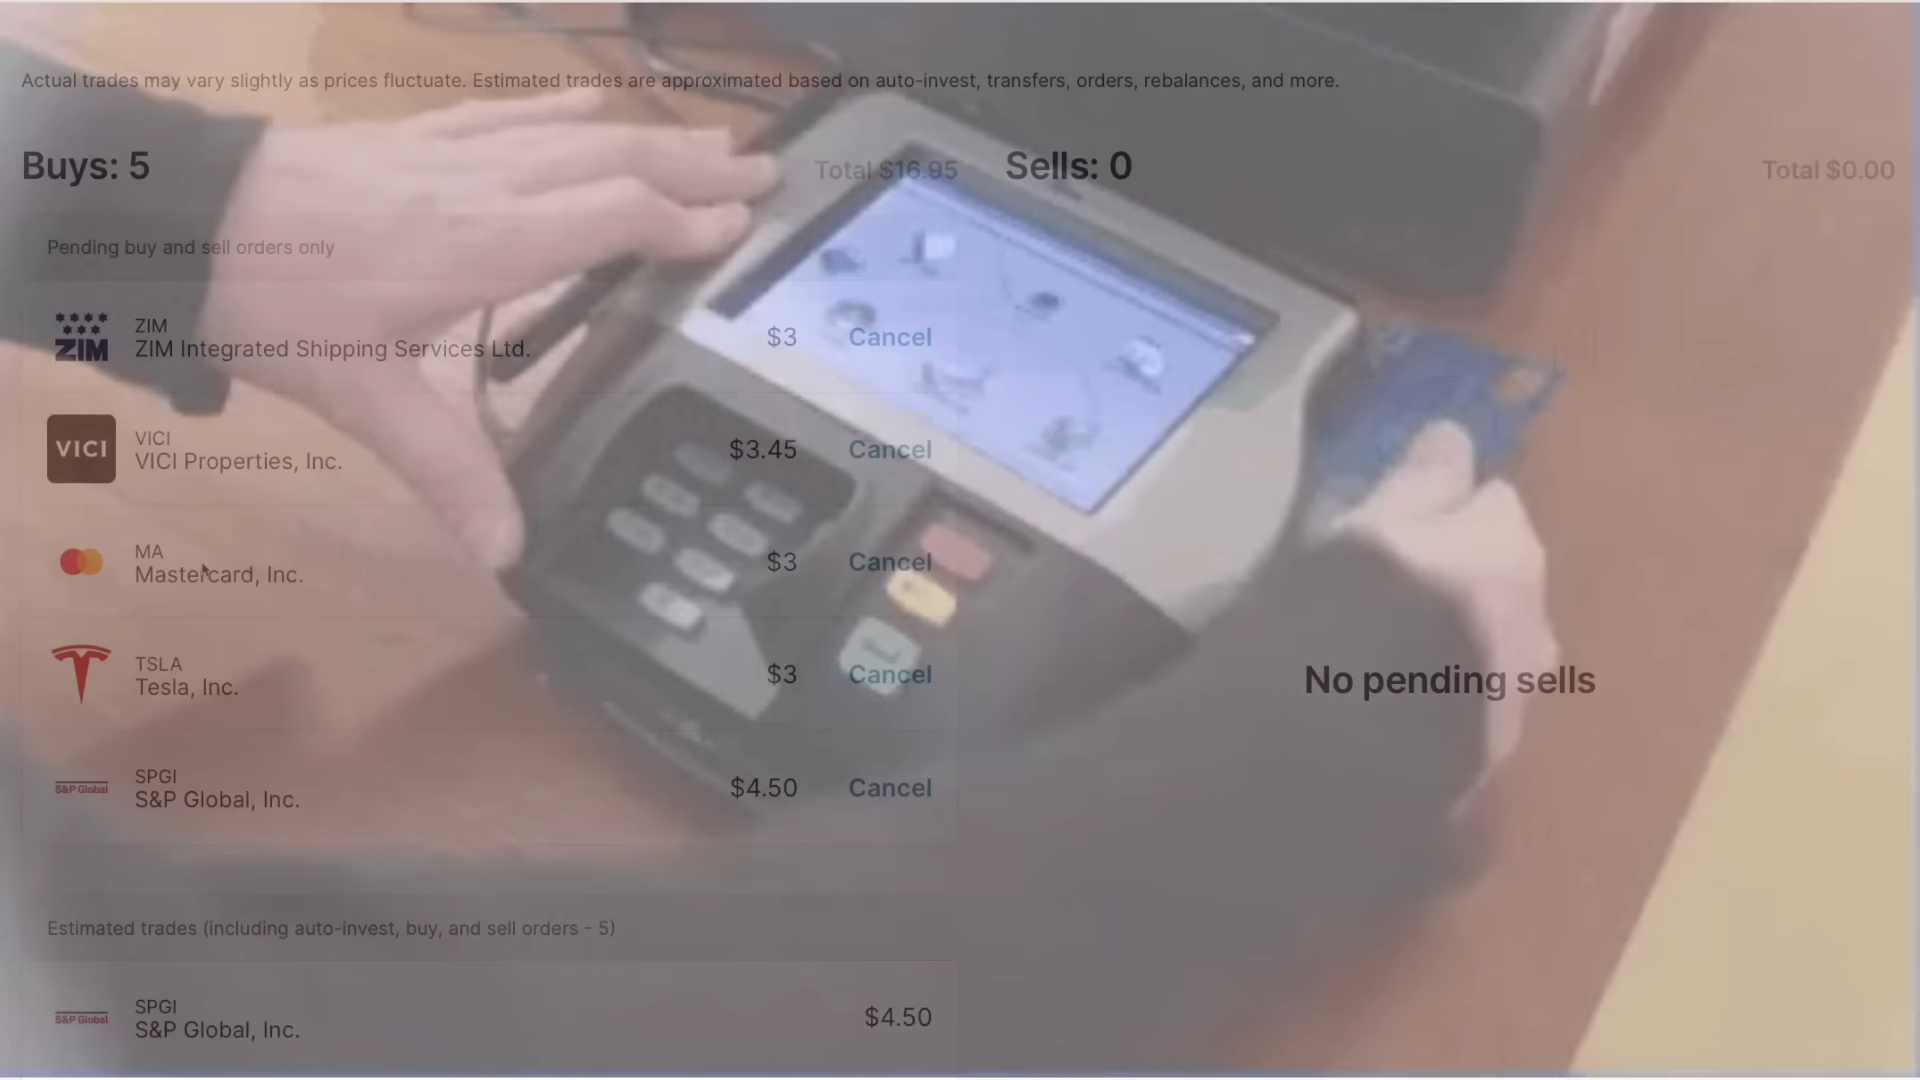 Actual trades may vary slightly as prices fluctuate. Estimated trades are approximated based on auto-invest, transfers, orders, rebalances, and more.
Buys: 5
Total $16.95
Sells: 0
Total $0.00
Pending buy and sell orders only
ZIM
ZIM
ZIM Integrated Shipping Services Ltd.
$3
Cancel
VICI
VICI
VICI Properties, Inc.
$3.45
Cancel
MA
Mastercard, Inc.
$3
Cancel
TSLA
Tesla, Inc.
$3
Cancel
No pending sells
S&P Global
SPGI
S&P Global, Inc.
$4.50
Cancel
Estimated trades (including auto-invest, buy, and sell orders - 5)
S&P Global
SPGI
S&P Global, Inc.
$4.50